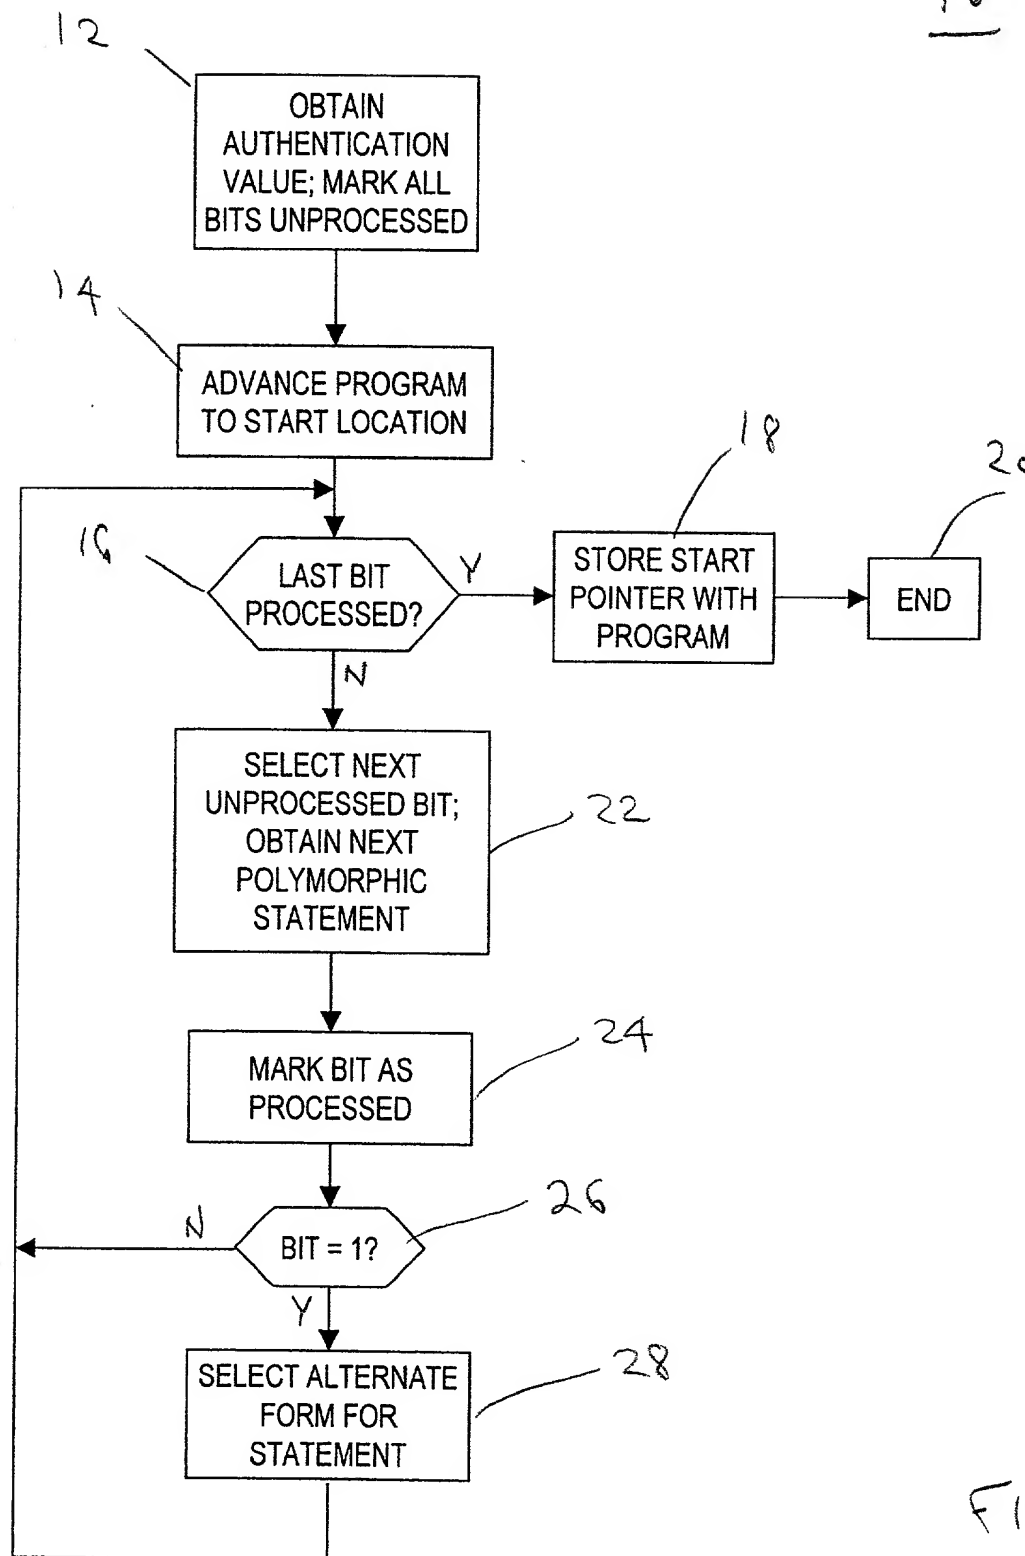 12
OBTAIN
AUTHENTICATION
VALUE; MARK ALL
BITS UNPROCESSED
14
ADVANCE PROGRAM
TO START LOCATION
16
LAST BIT
PROCESSED?
Y
N
18
STORE START
POINTER WITH
PROGRAM
20
END
SELECT NEXT
UNPROCESSED BIT;
OBTAIN NEXT
POLYMORPHIC
STATEMENT
22
MARK BIT AS
PROCESSED
24
BIT = 1?
26
N
Y
SELECT ALTERNATE
FORM FOR
STATEMENT
28